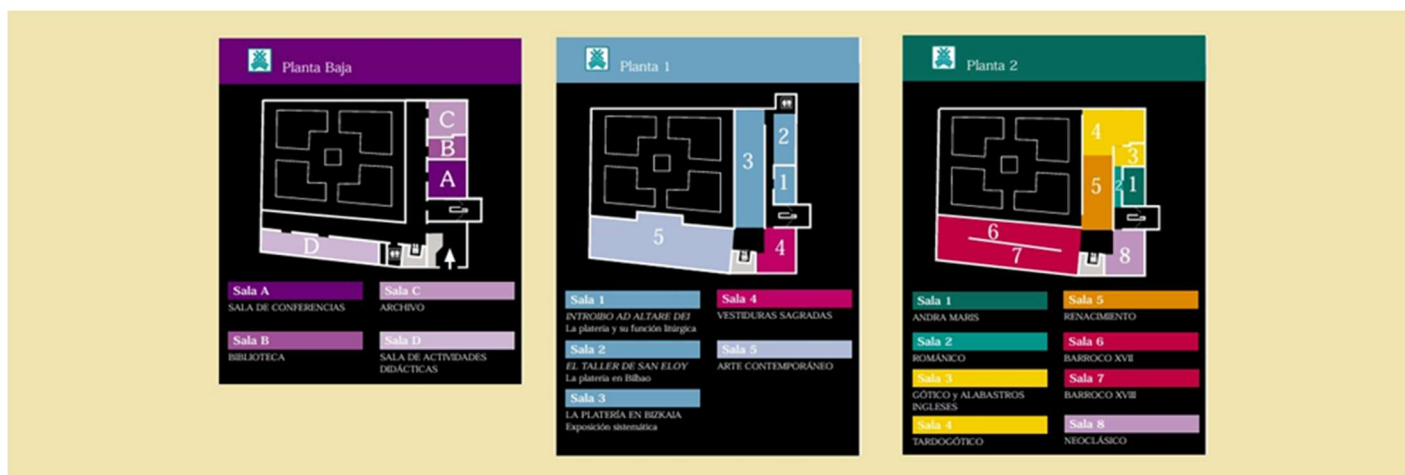 Planta Baja
C
B
A
D
Sala A
SALA DE CONFERENCIAS
Sala C
ARCHIVO
Sala B
BIBLIOTECA
Sala D
SALA DE ACTIVIDADES
DIDÁCTICAS
Planta 1
2
3
1
5
4
Sala 1
INTROIBO AD ALTARE DEI
La platería y su función litúrgica
Sala 4
VESTIDURAS SAGRADAS
Sala 2
EL TALLER DE SAN ELOY
La platería en Bilbao
Sala 5
ARTE CONTEMPORÁNEO
Sala 3
LA PLATERÍA EN BIZKAIA
Exposición sistemática
Planta 2
4
3
5
2
1
6
7
8
Sala 1
ANDRA MARIS
Sala 5
RENACIMIENTO
Sala 2
ROMÁNICO
Sala 6
BARROCO XVII
Sala 3
GÓTICO y ALABASTROS
INGLESES
Sala 7
BARROCO XVIII
Sala 4
TARDOGÓTICO
Sala 8
NEOCLÁSICO